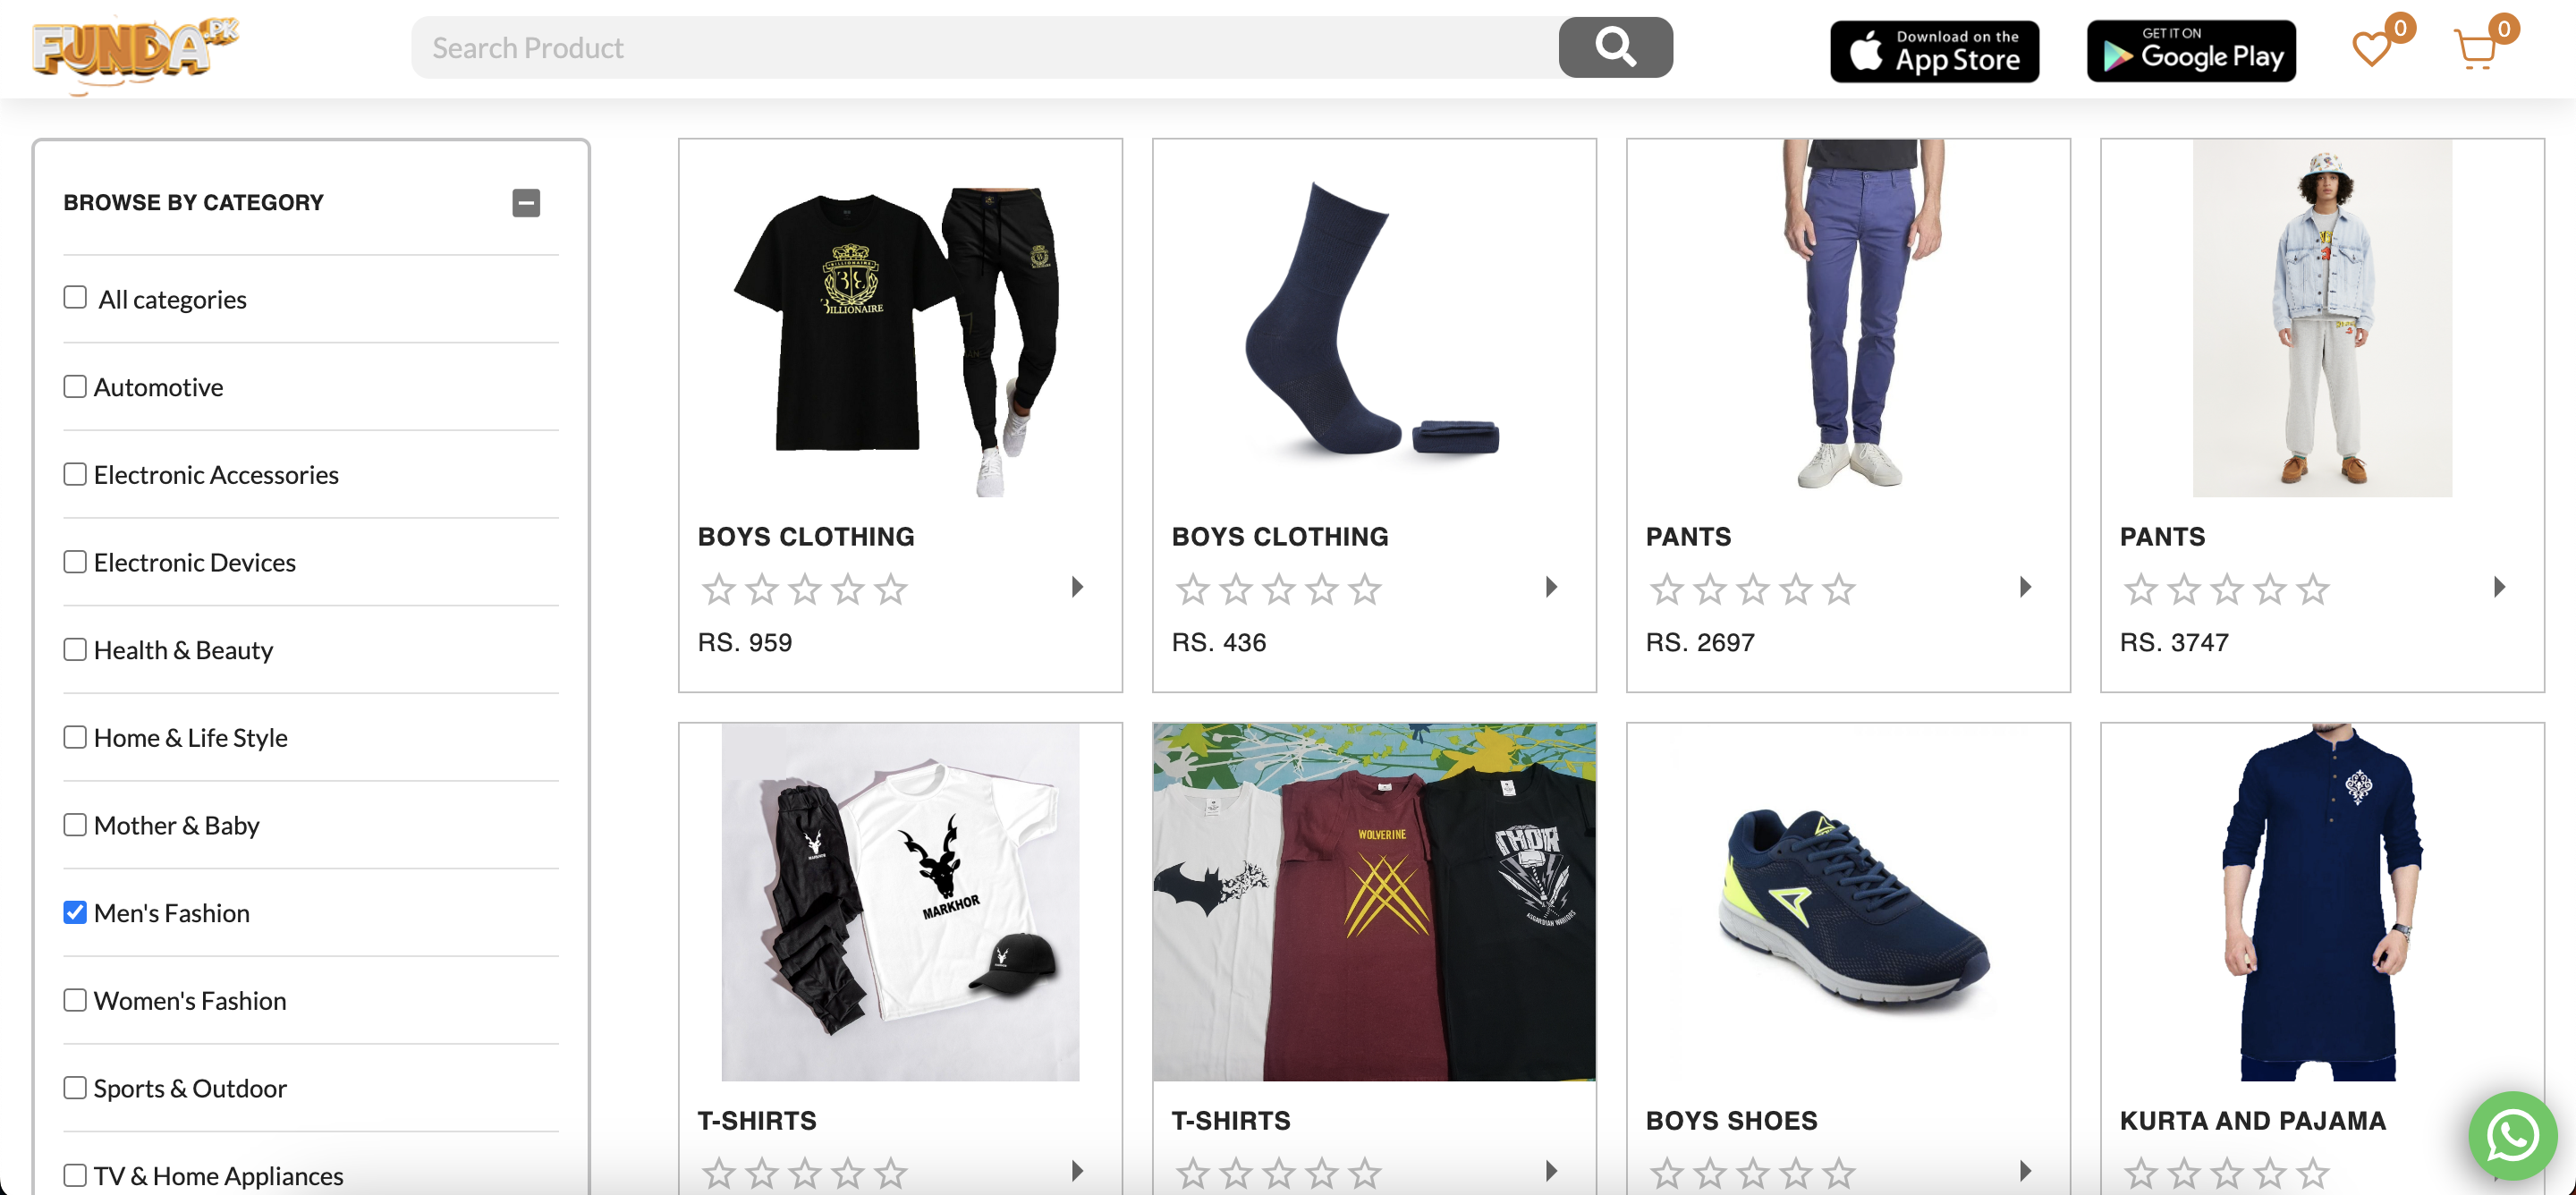 FUNDA PK
Search Product
Download on the
App Store
GET IT ON
Google Play
0
0
BROWSE BY CATEGORY
All categories
Automotive
Electronic Accessories
Electronic Devices
Health & Beauty
Home & Life Style
Mother & Baby
Men's Fashion
Women's Fashion
Sports & Outdoor
TV & Home Appliances
BILLIONAIRE
BILLIONAIRE
BOYS CLOTHING
RS. 959
BOYS CLOTHING
RS. 436
PANTS
RS. 2697
PANTS
RS. 3747
MARKHOR
T-SHIRTS
WOLVERINE
THOR
ASGARDIAN WARRIORS
T-SHIRTS
BOYS SHOES
KURTA AND PAJAMA